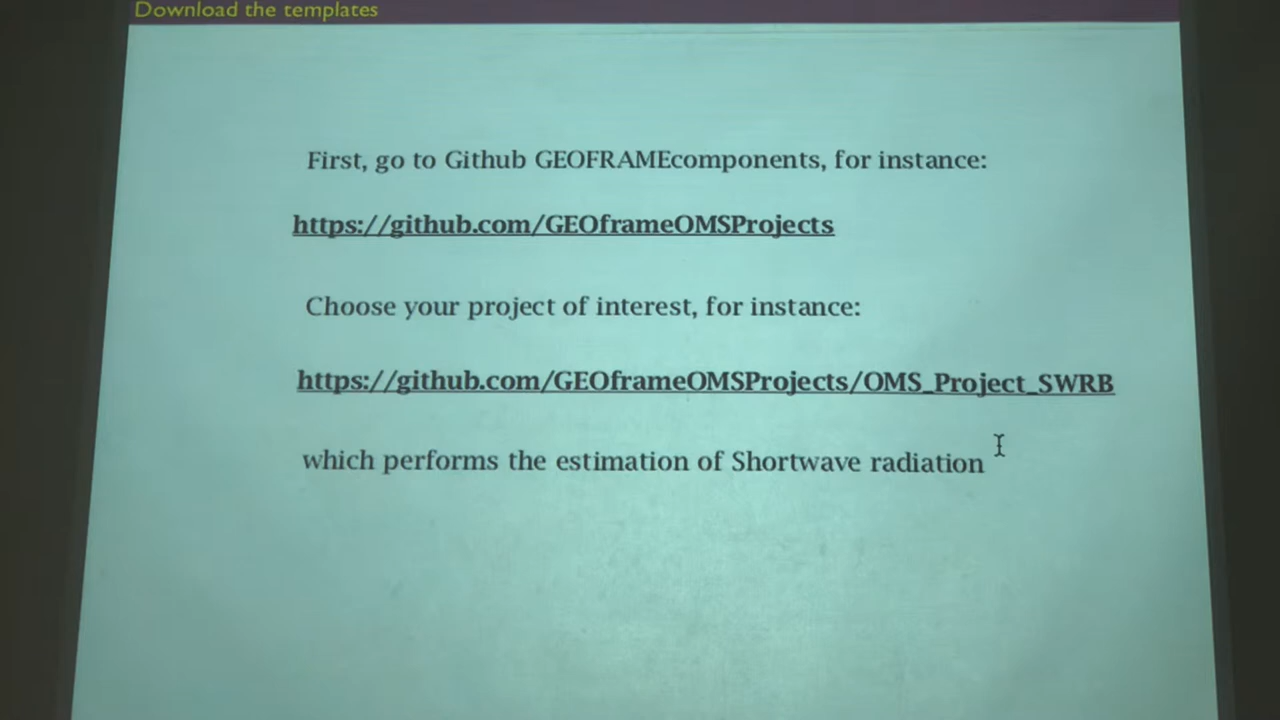 Download the templates
First, go to Github GEOFRAMEcomponents, for instance:
https://github.com/GEOframeOMSProjects
Choose your project of interest, for instance:
https://github.com/GEOframeOMSProjects/OMS_Project_SWRB
which performs the estimation of Shortwave radiation